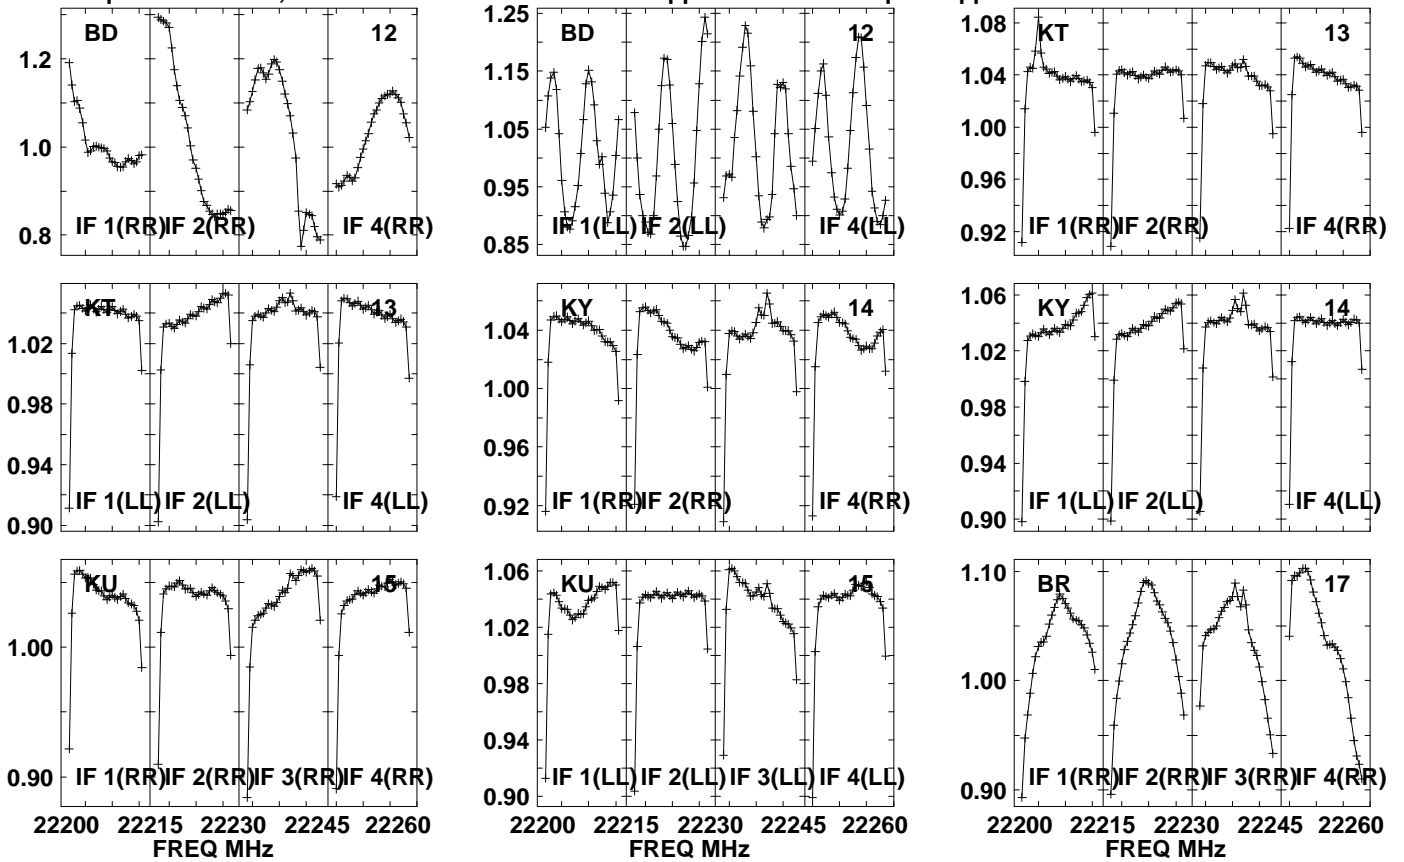 BD 12
1.2
1.0
0.8
IF 1(RR) IF 2(RR) IF 4(RR)
BD 12
1.25
1.15
1.05
0.95
0.85
IF 1(LL) IF 2(LL) IF 4(LL)
KT 13
1.08
1.04
1.00
0.96
0.92
IF 1(RR) IF 2(RR) IF 4(RR)
KT 13
1.02
0.98
0.94
0.90
IF 1(LL) IF 2(LL) IF 4(LL)
KY 14
1.04
1.00
0.96
0.92
IF 1(RR) IF 2(RR) IF 4(RR)
KY 14
1.06
1.02
0.98
0.94
0.90
IF 1(LL) IF 2(LL) IF 4(LL)
KU 15
1.00
0.90
IF 1(RR) IF 2(RR) IF 3(RR) IF 4(RR)
22200 22215 22230 22245 22260
FREQ MHz
KU 15
1.06
1.02
0.98
0.94
0.90
IF 1(LL) IF 2(LL) IF 3(LL) IF 4(LL)
22200 22215 22230 22245 22260
FREQ MHz
BR 17
1.10
1.00
0.90
IF 1(RR) IF 2(RR) IF 3(RR) IF 4(RR)
22200 22215 22230 22245 22260
FREQ MHz